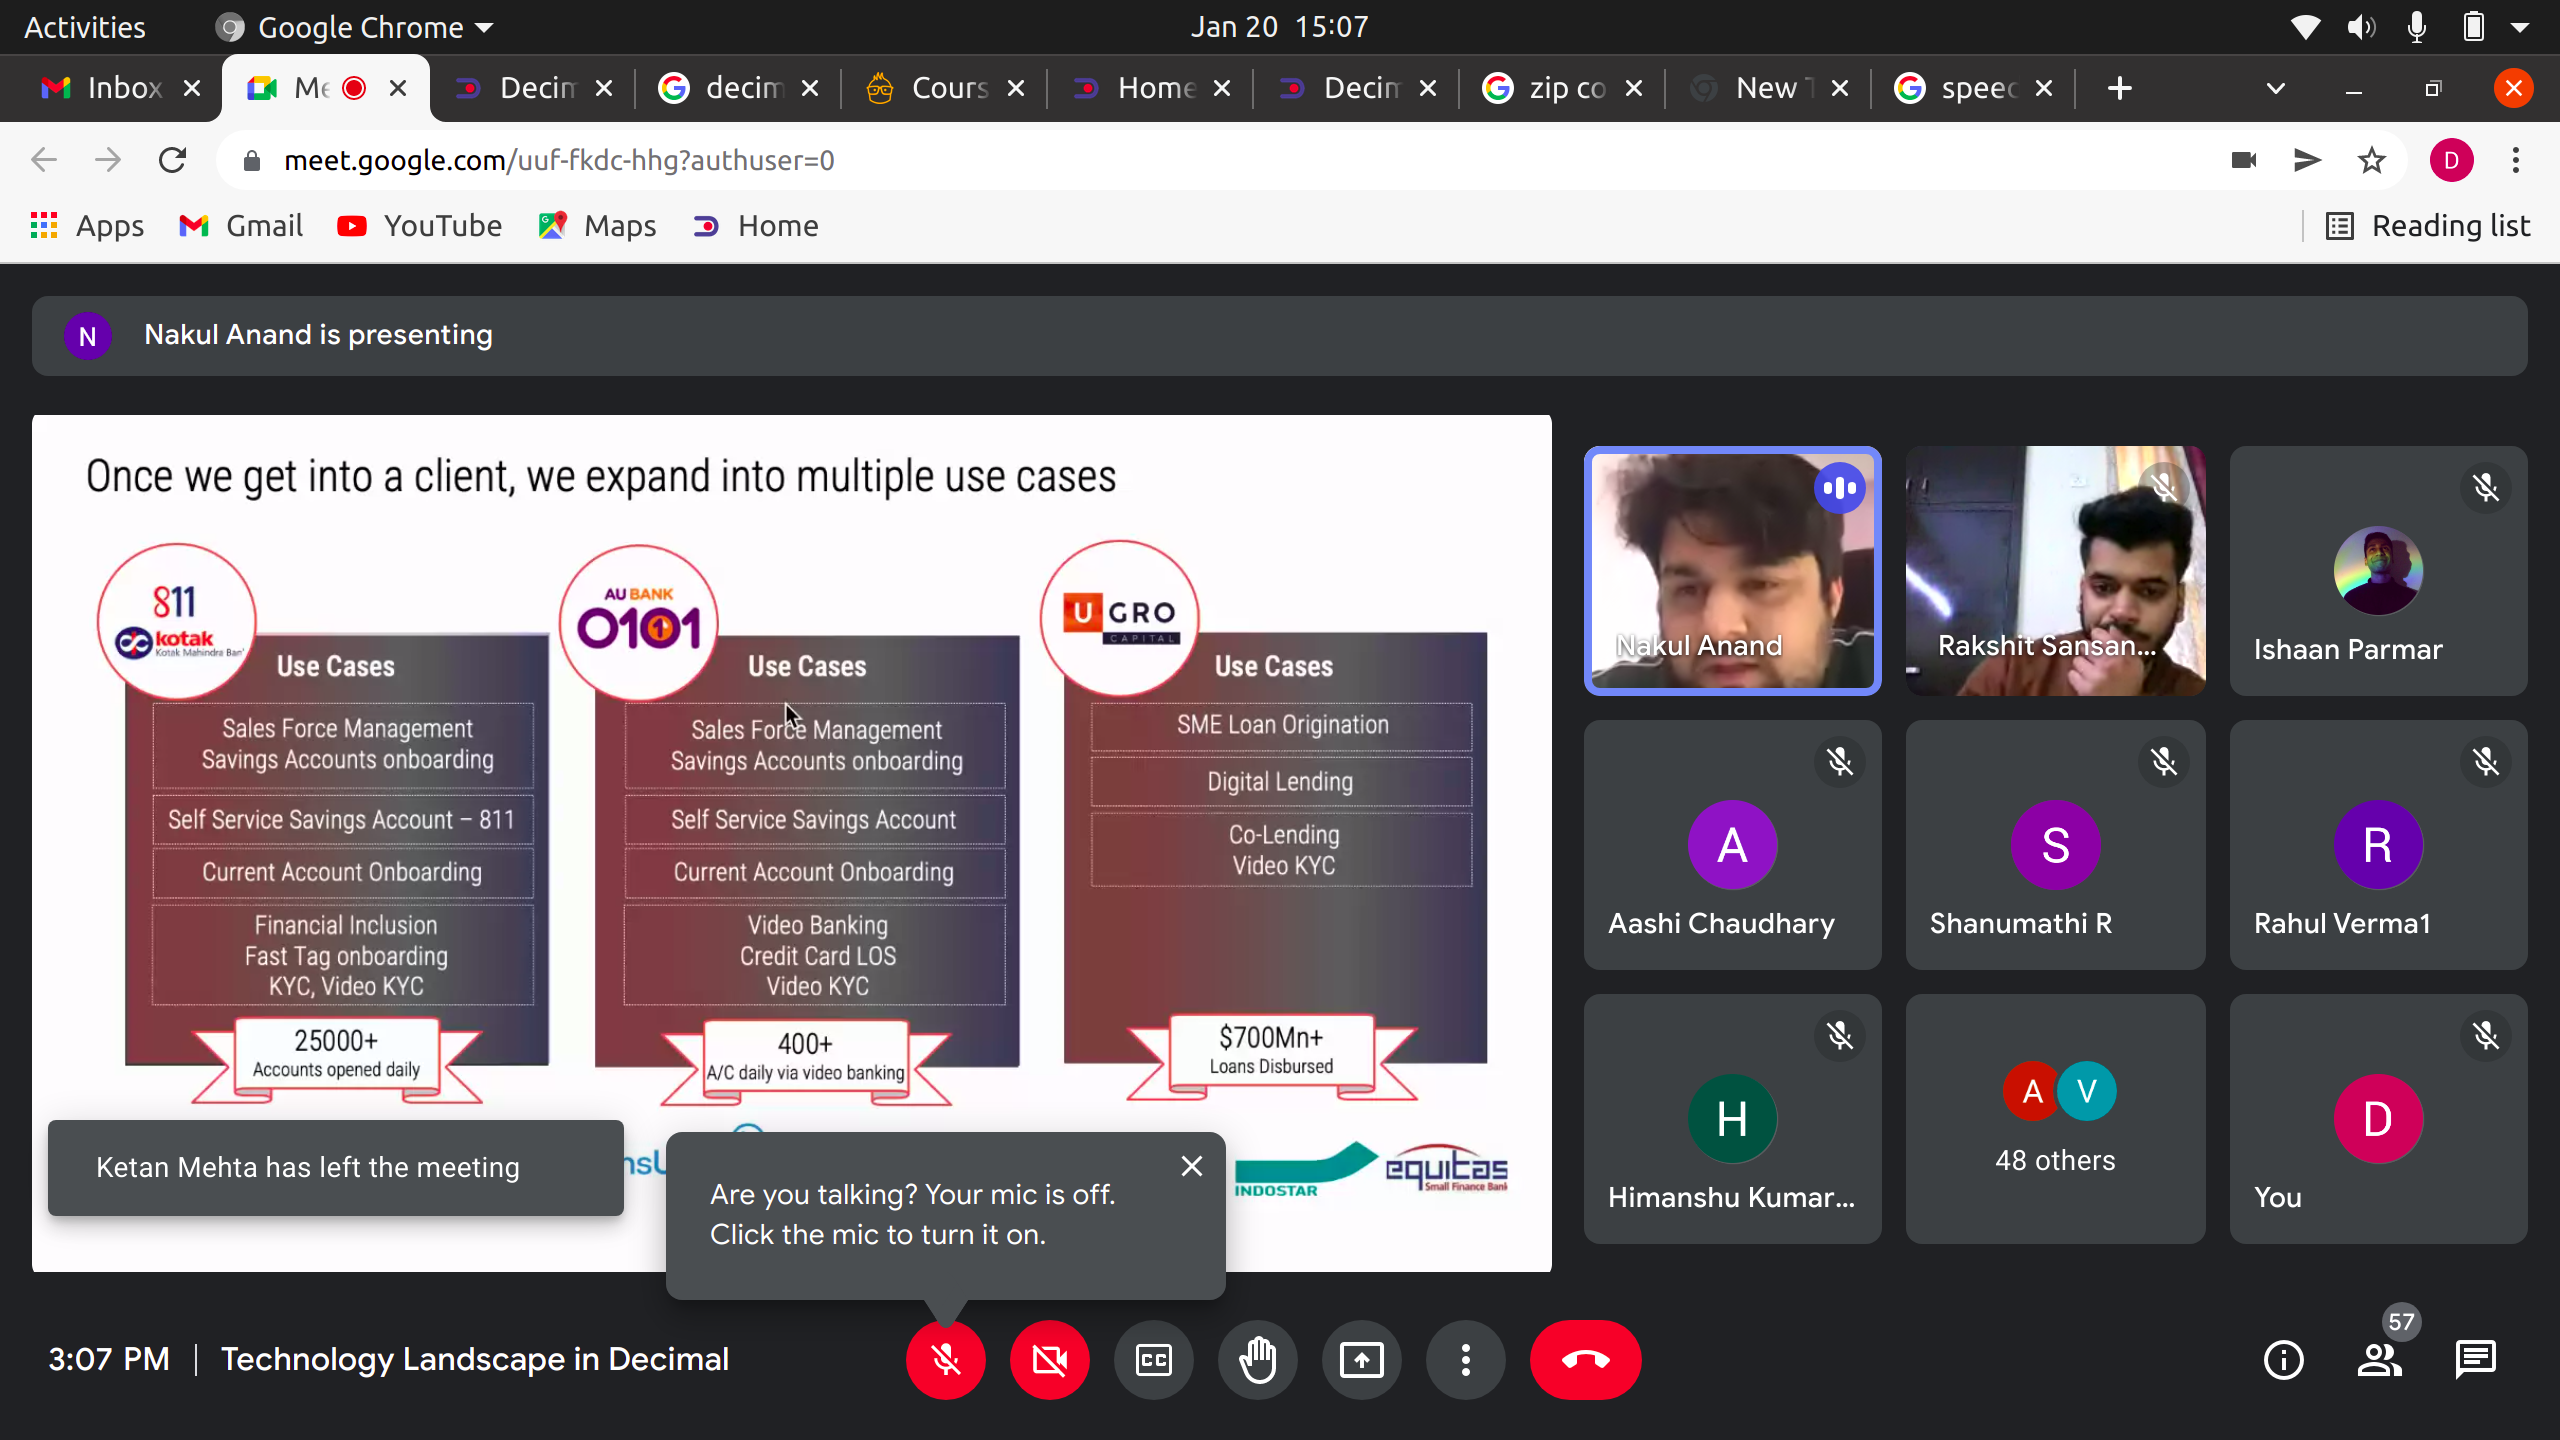 Activities
Google Chrome
Jan 20 15:07
Inbox
Me
Decim
decim
Cours
Home
Decim
zip co
New T
speed
meet.google.com/uuf-fkdc-hhg?authuser=0
D
Apps
Gmail
YouTube
Maps
Home
Reading list
N
Nakul Anand is presenting
Once we get into a client, we expand into multiple use cases
811
kotak
Kotak Mahindra Ban
Use Cases
Sales Force Management
Savings Accounts onboarding
Self Service Savings Account – 811
Current Account Onboarding
Financial Inclusion
Fast Tag onboarding
KYC, Video KYC
25000+
Accounts opened daily
AU BANK
0101
Use Cases
Sales Force Management
Savings Accounts onboarding
Self Service Savings Account
Current Account Onboarding
Video Banking
Credit Card LOS
Video KYC
400+
A/C daily via video banking
U GRO
CAPITAL
Use Cases
SME Loan Origination
Digital Lending
Co-Lending
Video KYC
$700Mn+
Loans Disbursed
INDOSTAR
equitas
Small Finance Bank
Ketan Mehta has left the meeting
Are you talking? Your mic is off.
Click the mic to turn it on.
Nakul Anand
Rakshit Sansan...
Ishaan Parmar
A
Aashi Chaudhary
S
Shanumathi R
R
Rahul Verma1
H
Himanshu Kumar...
A V
48 others
D
You
3:07 PM | Technology Landscape in Decimal
CC
57